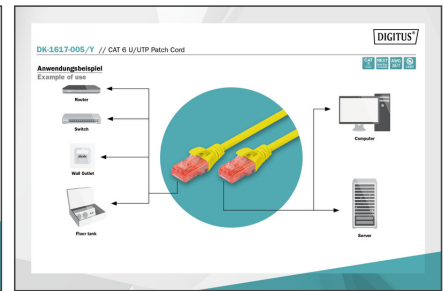 DIGITUS®
DK-1617-005/Y // CAT 6 U/UTP Patch Cord
Anwendungsbeispiel
Example of use
Router
Switch
Wall Outlet
Floor tank
Computer
Server